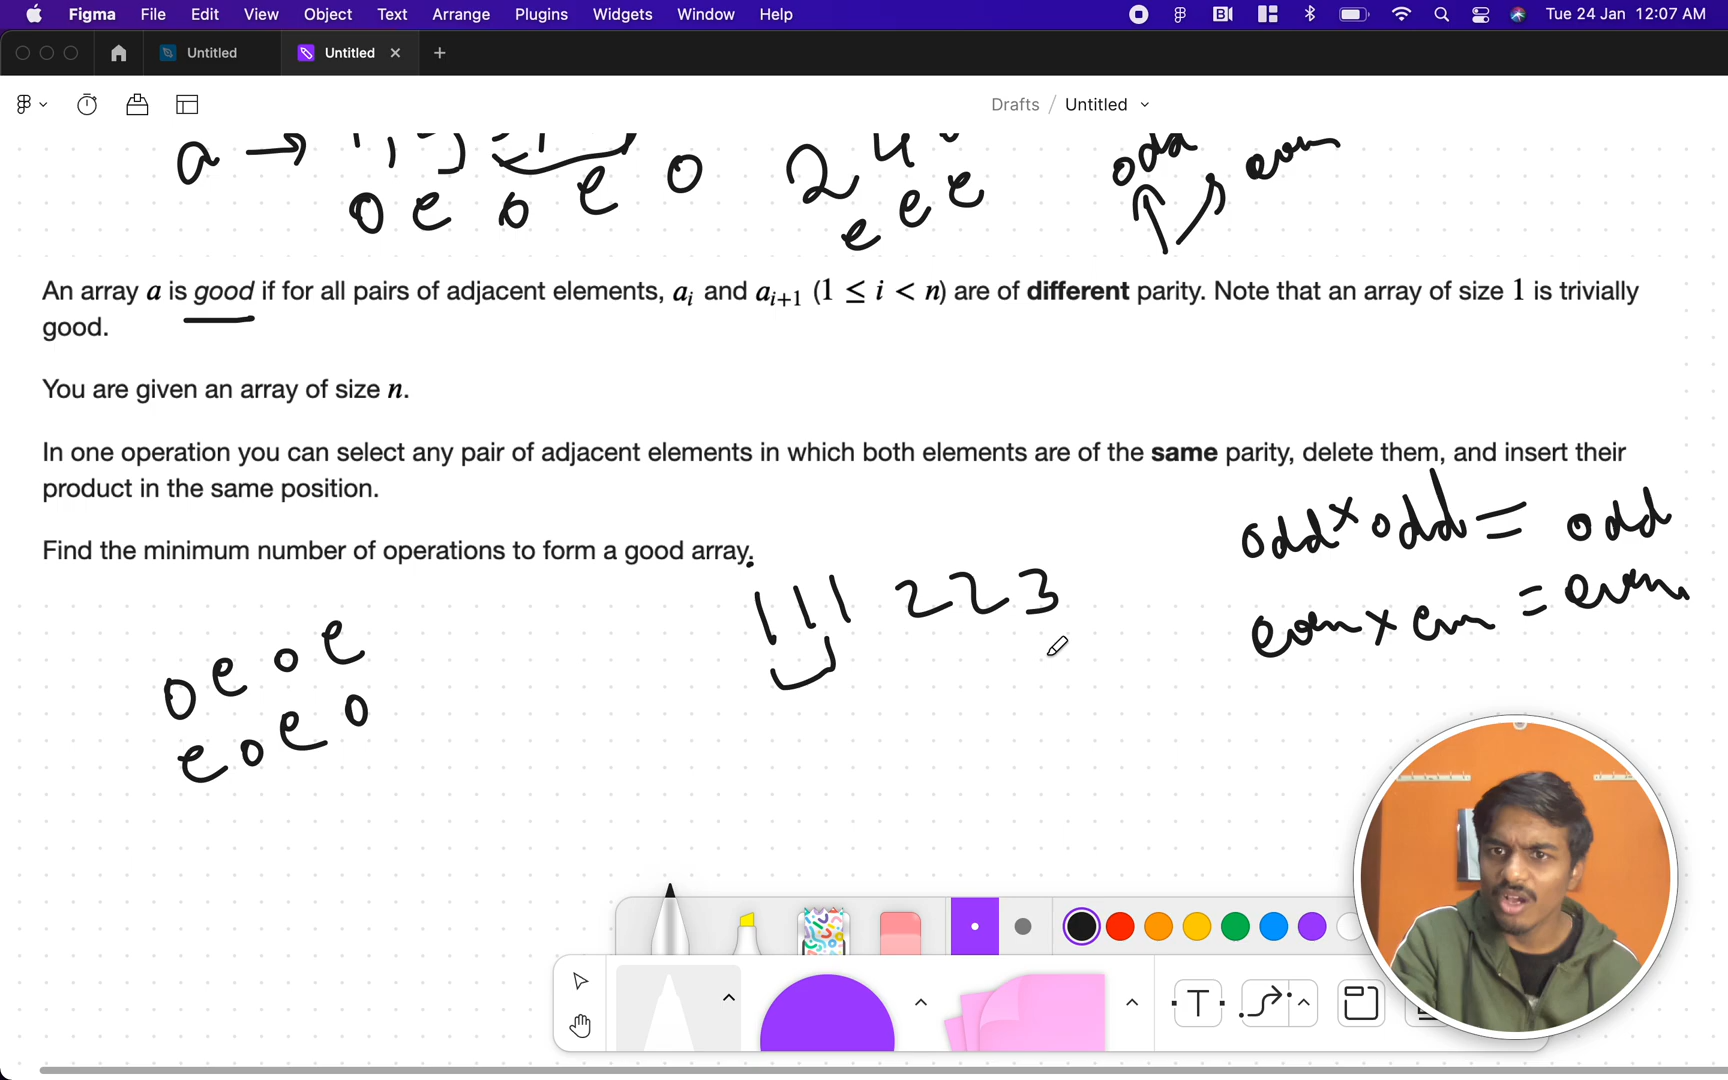 Figma File Edit View Object Text Arrange Plugins Widgets Window Help Tue 24 Jan 12:07 AM
Untitled Untitled
Drafts / Untitled
a → 0 2 4 odd even
o e o e e e e
An array a is good if for all pairs of adjacent elements, aᵢ and aᵢ₊₁ (1 ≤ i < n) are of different parity. Note that an array of size 1 is trivially
good.
You are given an array of size n.
In one operation you can select any pair of adjacent elements in which both elements are of the same parity, delete them, and insert their
product in the same position.
odd x odd = odd
Find the minimum number of operations to form a good array.
1 1 1 2 2 3
even x even = even
o e o e
e o e o
T